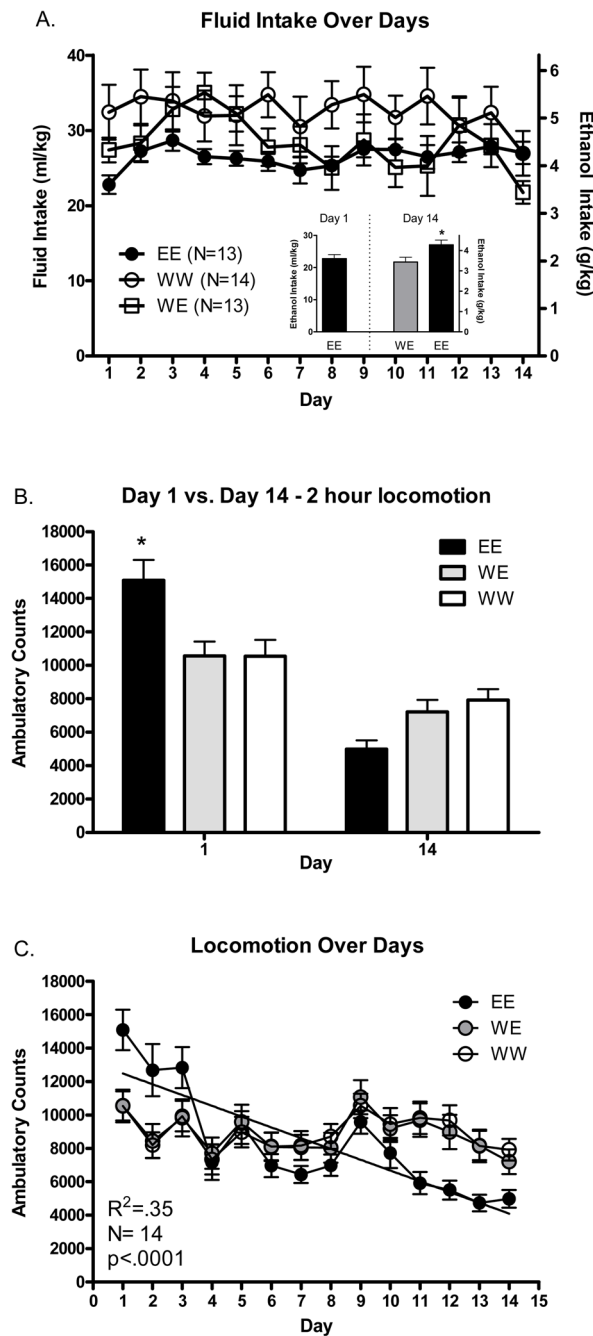 A.
Fluid Intake Over Days
Fluid Intake (ml/kg)
40
30
20
10
0
Ethanol Intake (g/kg)
6
5
4
3
2
1
0
EE (N=13)
WW (N=14)
WE (N=13)
Day 1
Day 14
Ethanol Intake (ml/kg)
30
20
10
0
*
Ethanol Intake (g/kg)
4
3
2
1
0
EE
WE
EE
1 2 3 4 5 6 7 8 9 10 11 12 13 14
Day
B.
Day 1 vs. Day 14 - 2 hour locomotion
Ambulatory Counts
18000
16000
14000
12000
10000
8000
6000
4000
2000
0
*
EE
WE
WW
1
14
Day
C.
Locomotion Over Days
Ambulatory Counts
18000
16000
14000
12000
10000
8000
6000
4000
2000
0
EE
WE
WW
R²=.35
N= 14
p<.0001
0 1 2 3 4 5 6 7 8 9 10 11 12 13 14 15
Day